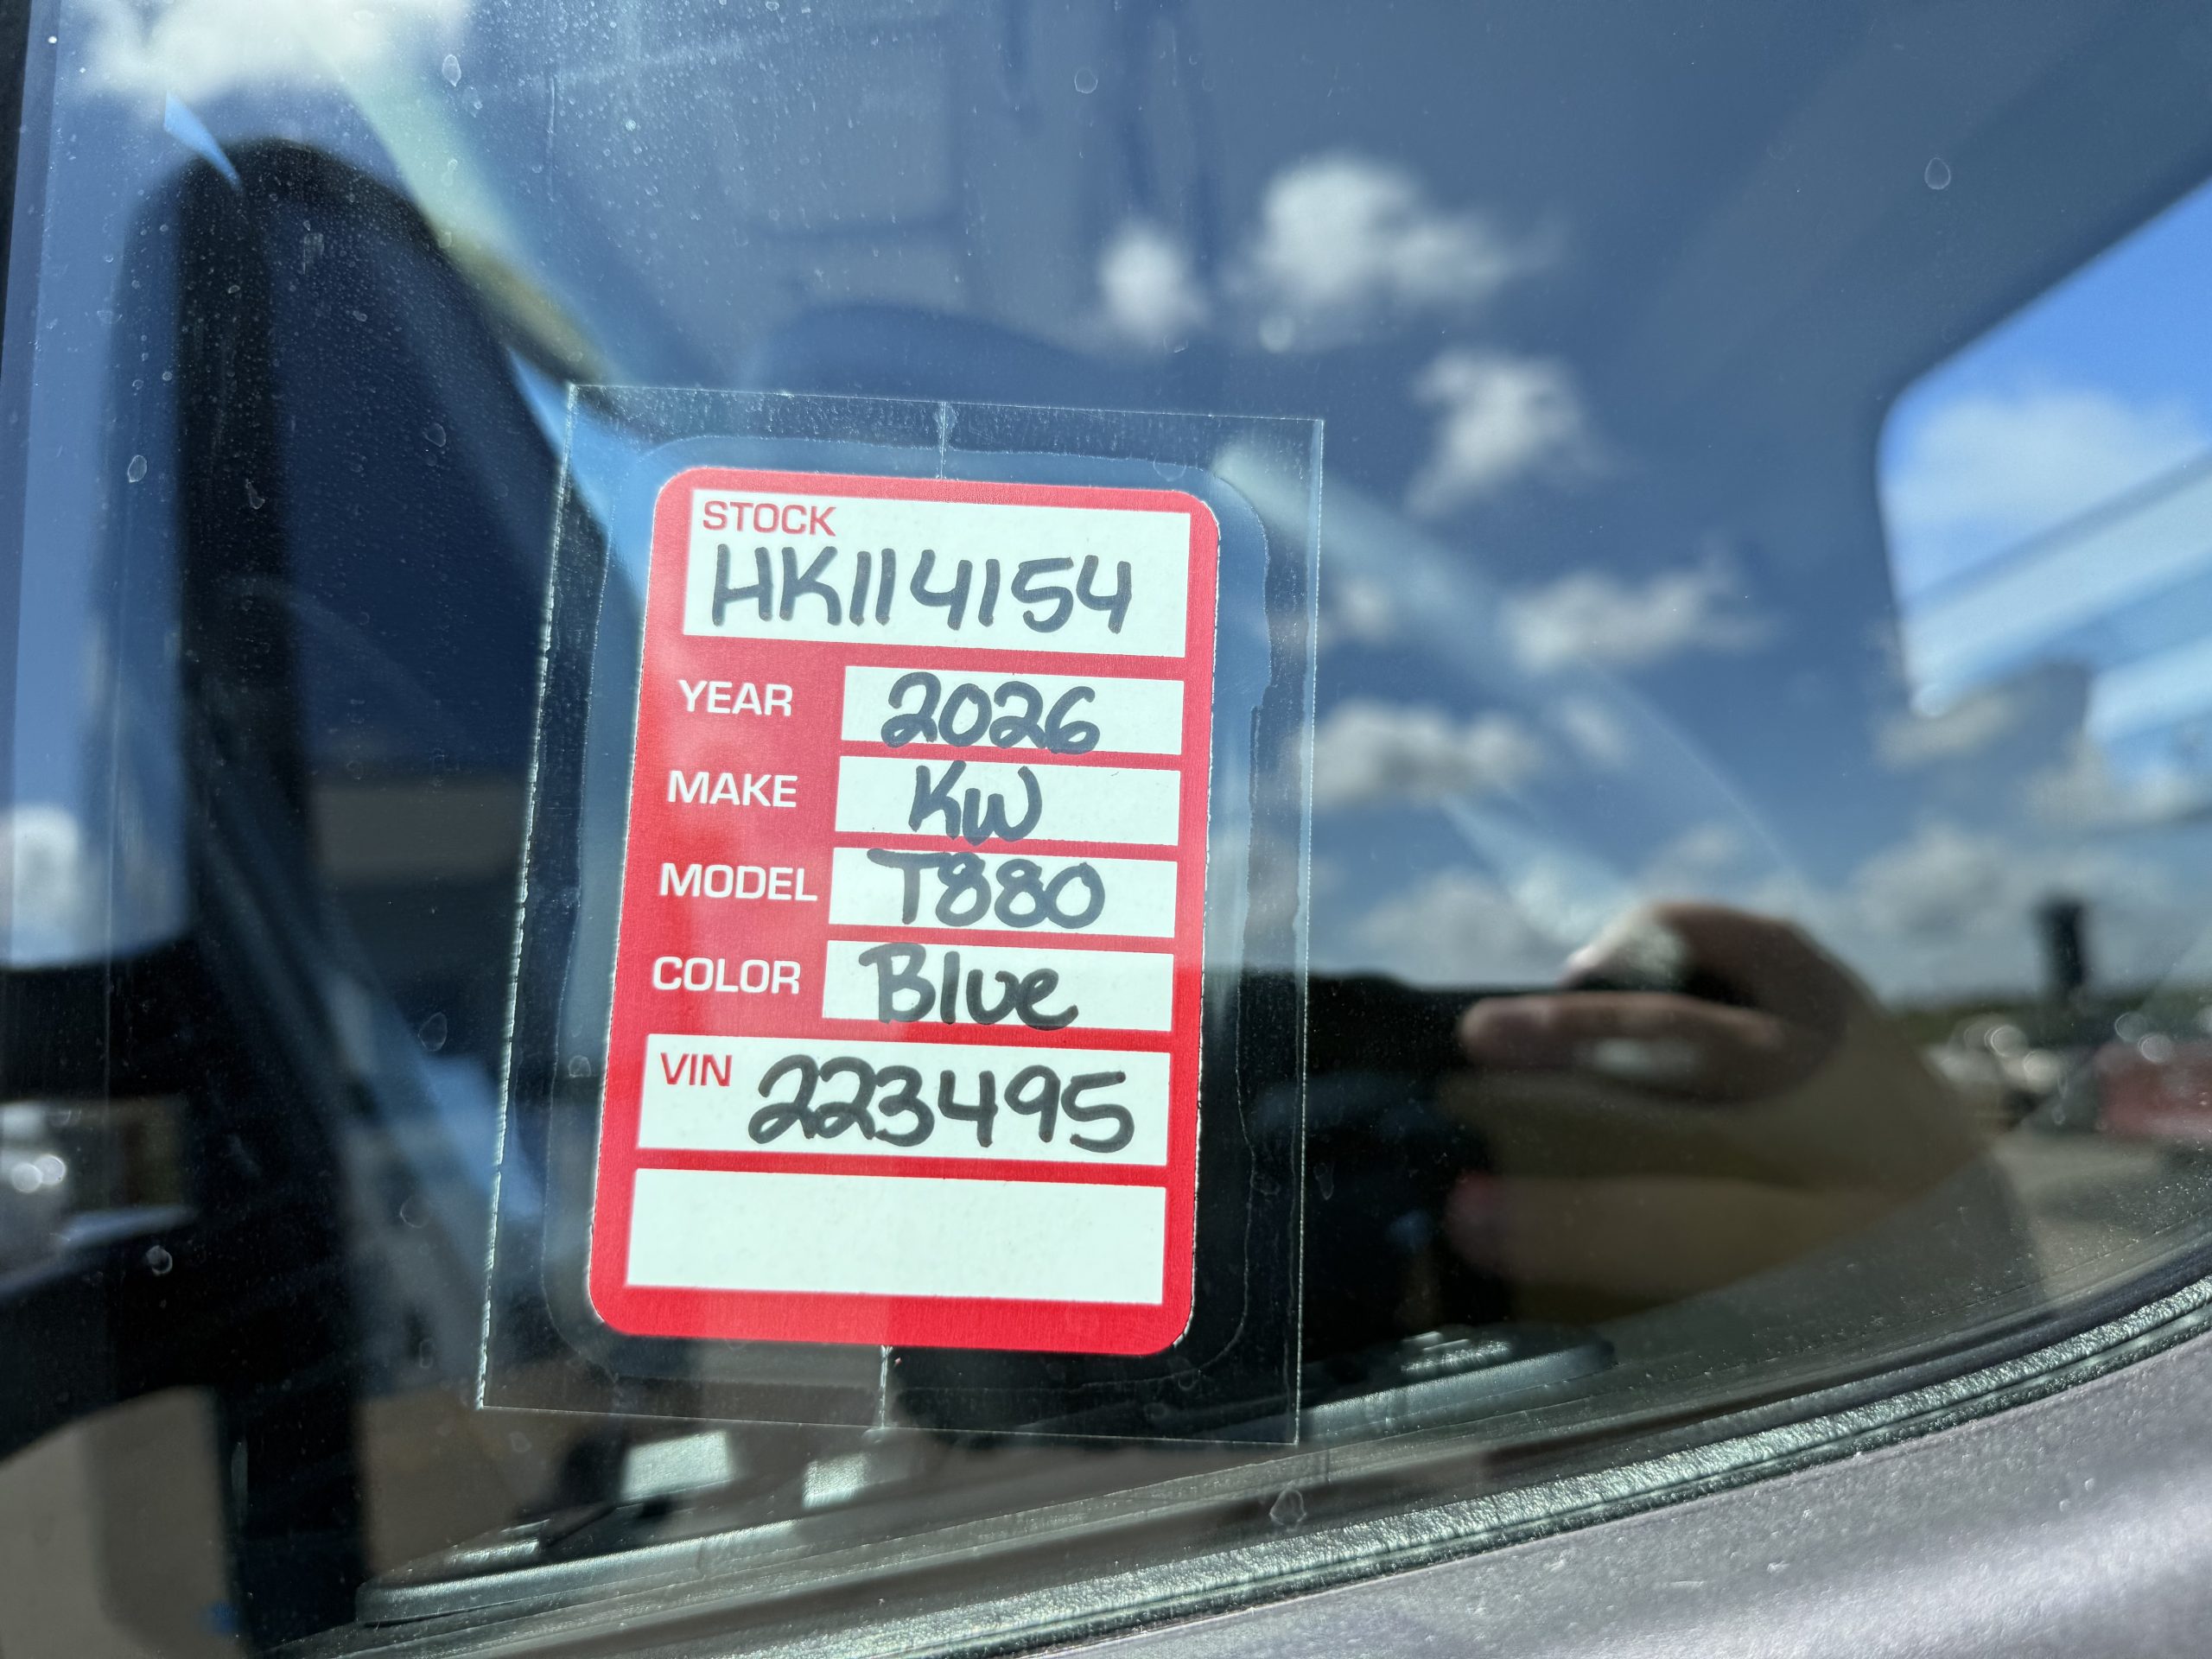 STOCK
HK114154
YEAR 2026
MAKE KW
MODEL T880
COLOR Blue
VIN 223495